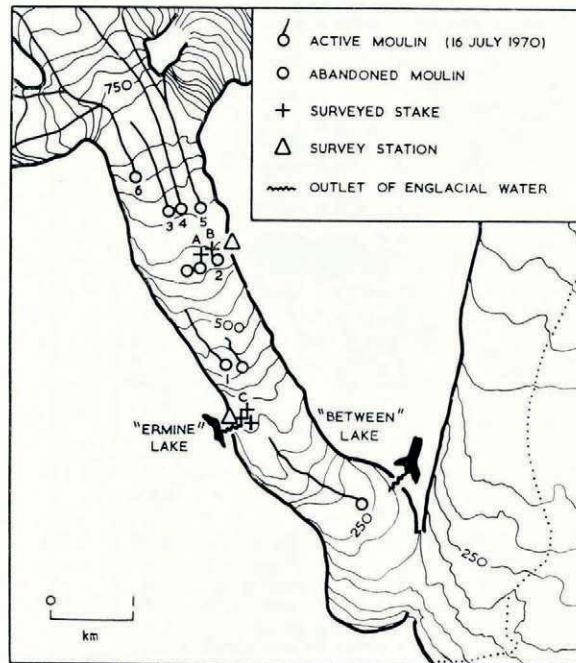 ACTIVE MOULIN (16 JULY 1970)
ABANDONED MOULIN
SURVEYED STAKE
SURVEY STATION
OUTLET OF ENGLACIAL WATER
750
6
3 4 5
A B
2
500
1
C
"ERMINE"
LAKE
"BETWEEN"
LAKE
250
250
0 1
km